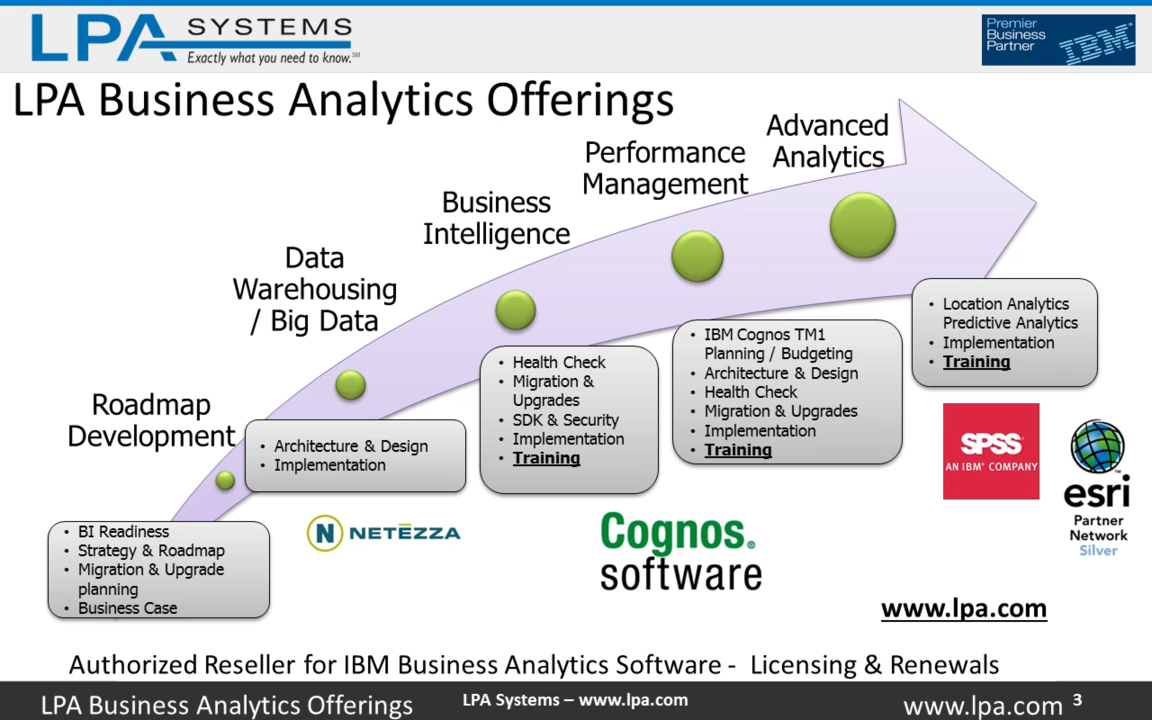 LPA SYSTEMS
Exactly what you need to know.℠
Premier
Business
Partner
IBM®
LPA Business Analytics Offerings
Roadmap
Development
• BI Readiness
• Strategy & Roadmap
• Migration & Upgrade
planning
• Business Case
Data
Warehousing
/ Big Data
• Architecture & Design
• Implementation
N NETĒZZA
Business
Intelligence
• Health Check
• Migration &
Upgrades
• SDK & Security
• Implementation
• Training
Performance
Management
• IBM Cognos TM1
Planning / Budgeting
• Architecture & Design
• Health Check
• Migration & Upgrades
• Implementation
• Training
Cognos®
software
Advanced
Analytics
• Location Analytics
Predictive Analytics
• Implementation
• Training
SPSS®
AN IBM® COMPANY
esri™
Partner
Network
Silver
www.lpa.com
Authorized Reseller for IBM Business Analytics Software - Licensing & Renewals
LPA Business Analytics Offerings
LPA Systems – www.lpa.com
www.lpa.com 3